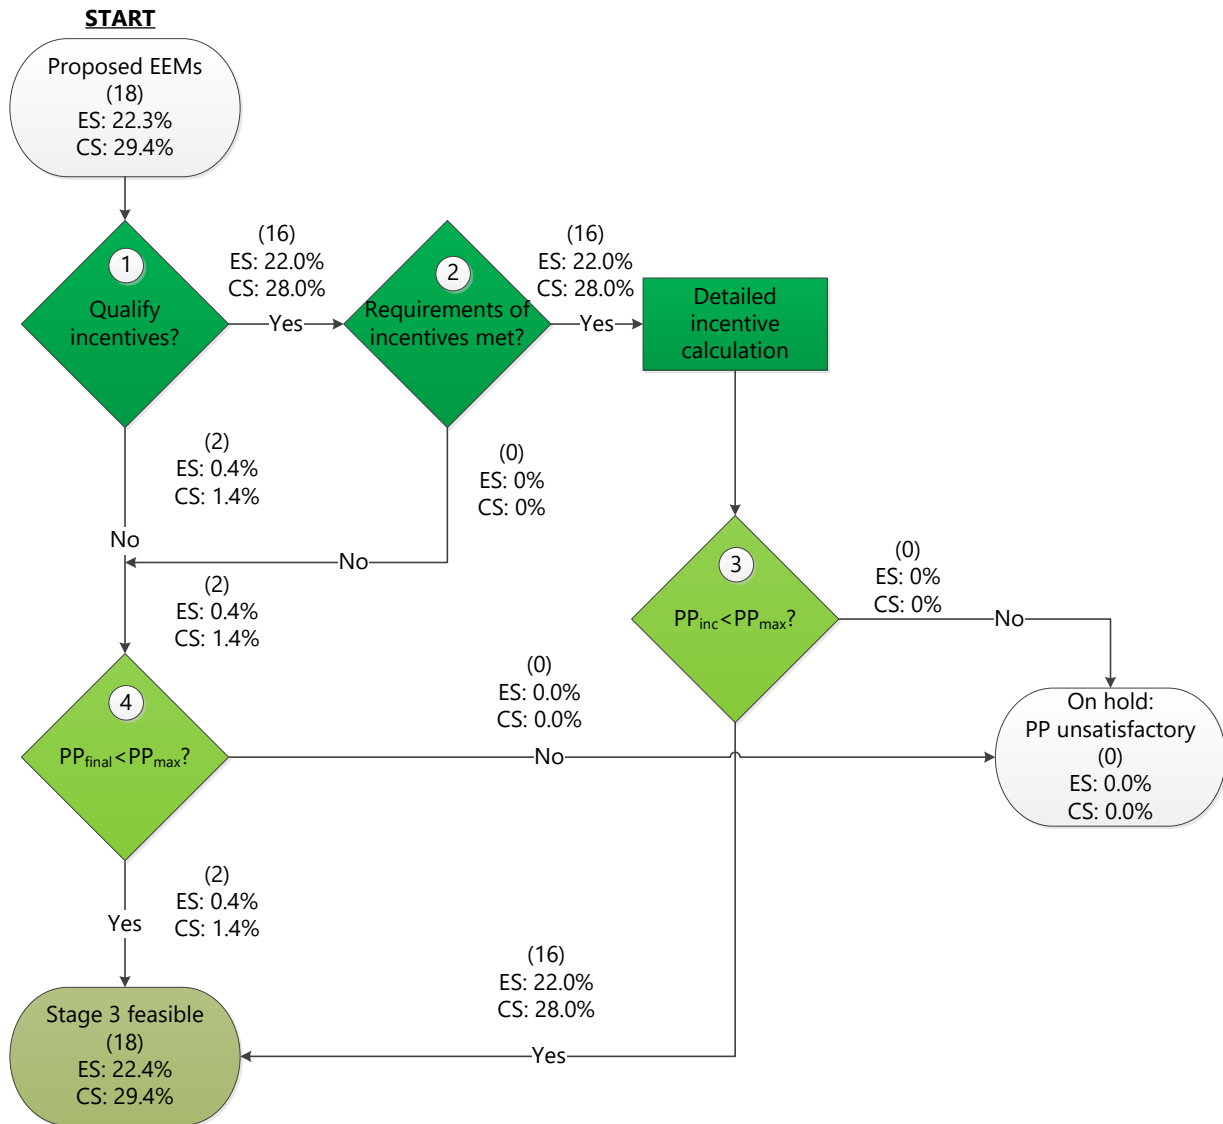 START
Proposed EEMs
(18)
ES: 22.3%
CS: 29.4%
1
Qualify
incentives?
(16)
ES: 22.0%
CS: 28.0%
Yes
2
Requirements of
incentives met?
(16)
ES: 22.0%
CS: 28.0%
Yes
Detailed
incentive
calculation
(2)
ES: 0.4%
CS: 1.4%
No
(0)
ES: 0%
CS: 0%
No
(2)
ES: 0.4%
CS: 1.4%
3
PPinc<PPmax?
(0)
ES: 0%
CS: 0%
No
4
PPfinal<PPmax?
(0)
ES: 0.0%
CS: 0.0%
No
On hold:
PP unsatisfactory
(0)
ES: 0.0%
CS: 0.0%
(2)
ES: 0.4%
CS: 1.4%
Yes
(16)
ES: 22.0%
CS: 28.0%
Yes
Stage 3 feasible
(18)
ES: 22.4%
CS: 29.4%